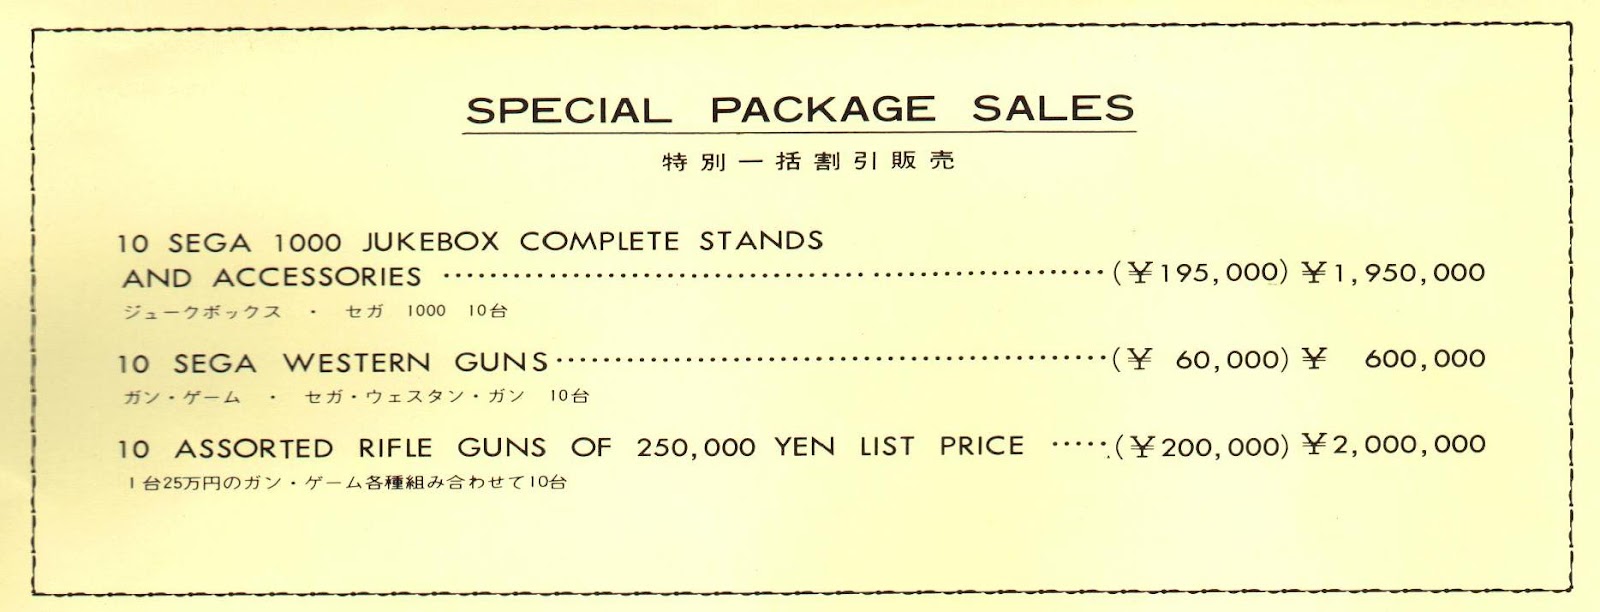 SPECIAL PACKAGE SALES
特別一括割引販売
10 SEGA 1000 JUKEBOX COMPLETE STANDS
AND ACCESSORIES ························ (¥195,000) ¥1,950,000
ジュークボックス ・ セガ 1000 10台
10 SEGA WESTERN GUNS ························ (¥ 60,000) ¥ 600,000
ガン・ゲーム ・ セガ・ウェスタン・ガン 10台
10 ASSORTED RIFLE GUNS OF 250,000 YEN LIST PRICE ····· (¥200,000) ¥2,000,000
1台25万円のガン・ゲーム各種組み合わせて10台